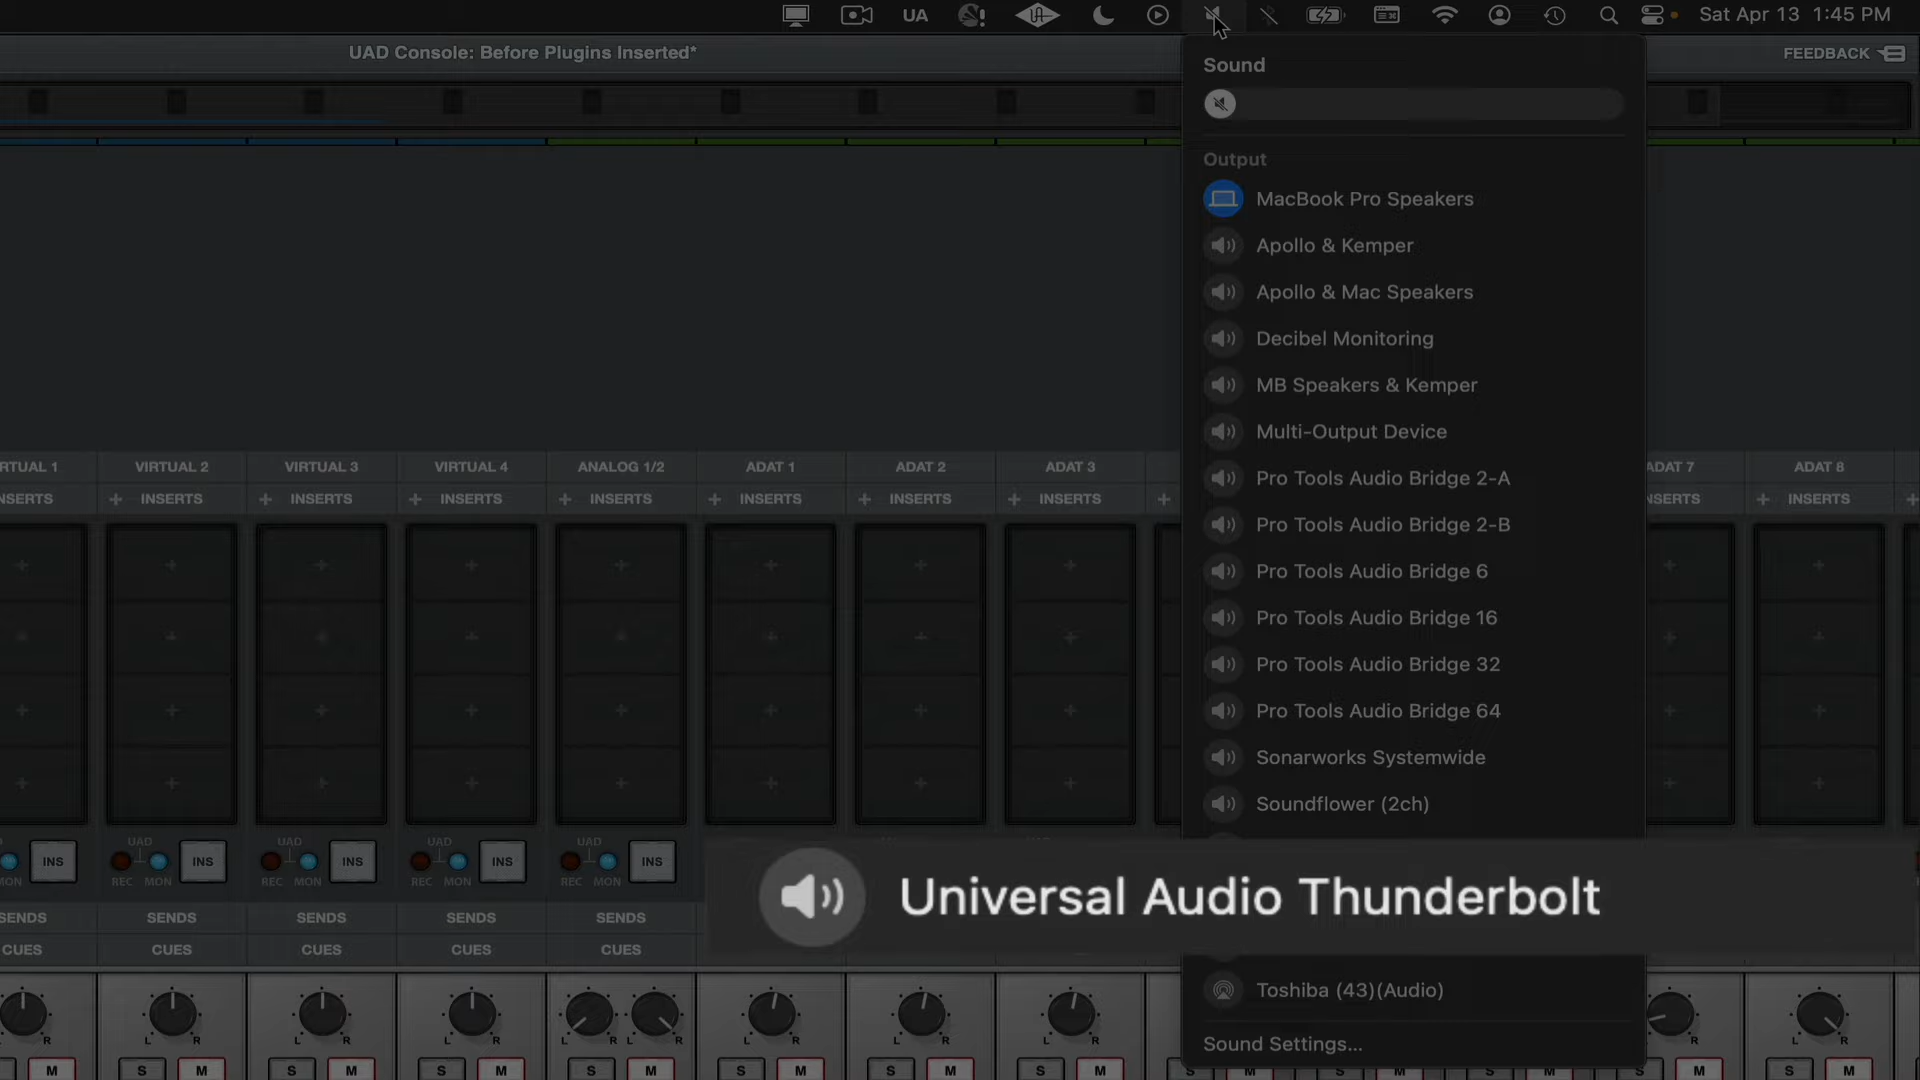 UA
Sat Apr 13 1:45 PM
UAD Console: Before Plugins Inserted*
FEEDBACK
Sound
Output
MacBook Pro Speakers
Apollo & Kemper
Apollo & Mac Speakers
Decibel Monitoring
MB Speakers & Kemper
Multi-Output Device
Pro Tools Audio Bridge 2-A
Pro Tools Audio Bridge 2-B
Pro Tools Audio Bridge 6
Pro Tools Audio Bridge 16
Pro Tools Audio Bridge 32
Pro Tools Audio Bridge 64
Sonarworks Systemwide
Soundflower (2ch)
Universal Audio Thunderbolt
Toshiba (43)(Audio)
Sound Settings...
RTUAL 1 VIRTUAL 2 VIRTUAL 3 VIRTUAL 4 ANALOG 1/2 ADAT 1 ADAT 2 ADAT 3 ADAT 7 ADAT 8
NSERTS + INSERTS + INSERTS + INSERTS + INSERTS + INSERTS + INSERTS + INSERTS + NSERTS + INSERTS +
UAD UAD UAD UAD
INS INS INS INS INS
MON REC MON REC MON REC MON REC MON
SENDS SENDS SENDS SENDS SENDS
CUES CUES CUES CUES CUES
L R L R L R L R L R L R L R L R R L R
M S M S M S M S M S M S M S M M S M